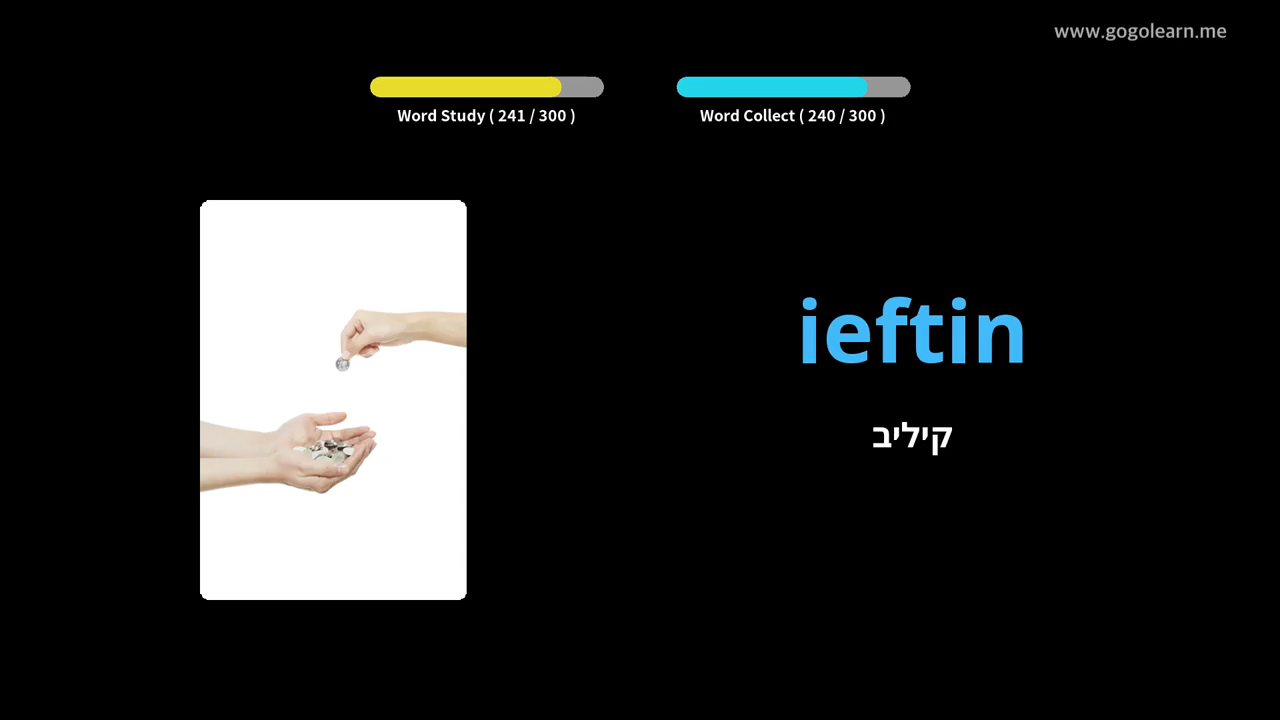 www.gogolearn.me
Word Study ( 241 / 300 )
Word Collect ( 240 / 300 )
ieftin
קיליב